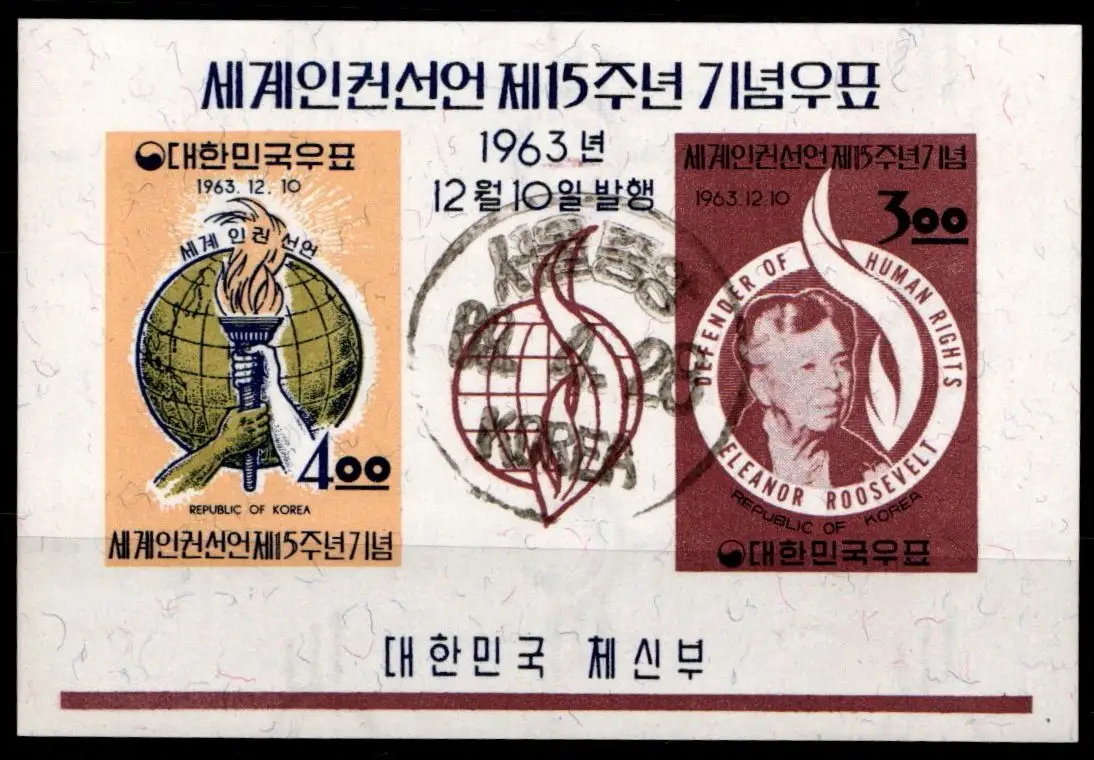 세계인권선언 제15주년 기념우표
1963년
12월 10일 발행
대한민국우표
1963. 12. 10
세계 인권 선언
4.00
REPUBLIC OF KOREA
세계인권선언제15주년기념
KOREA
세계인권선언제15주년기념
1963.12.10
3.00
DEFENDER OF HUMAN RIGHTS
ELEANOR ROOSEVELT
REPUBLIC OF KOREA
대한민국우표
대한민국 체신부